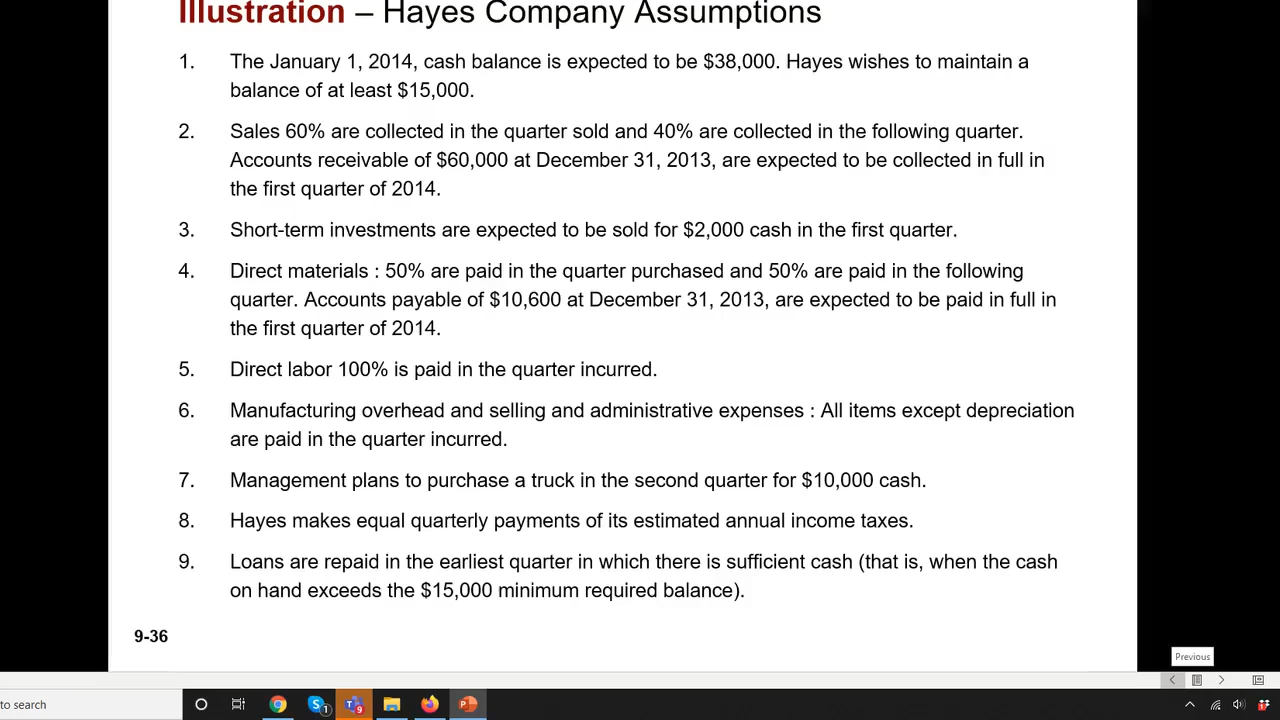 Illustration – Hayes Company Assumptions
1. The January 1, 2014, cash balance is expected to be $38,000. Hayes wishes to maintain a
balance of at least $15,000.
2. Sales 60% are collected in the quarter sold and 40% are collected in the following quarter.
Accounts receivable of $60,000 at December 31, 2013, are expected to be collected in full in
the first quarter of 2014.
3. Short-term investments are expected to be sold for $2,000 cash in the first quarter.
4. Direct materials : 50% are paid in the quarter purchased and 50% are paid in the following
quarter. Accounts payable of $10,600 at December 31, 2013, are expected to be paid in full in
the first quarter of 2014.
5. Direct labor 100% is paid in the quarter incurred.
6. Manufacturing overhead and selling and administrative expenses : All items except depreciation
are paid in the quarter incurred.
7. Management plans to purchase a truck in the second quarter for $10,000 cash.
8. Hayes makes equal quarterly payments of its estimated annual income taxes.
9. Loans are repaid in the earliest quarter in which there is sufficient cash (that is, when the cash
on hand exceeds the $15,000 minimum required balance).
9-36
Previous
to search
S 1
9